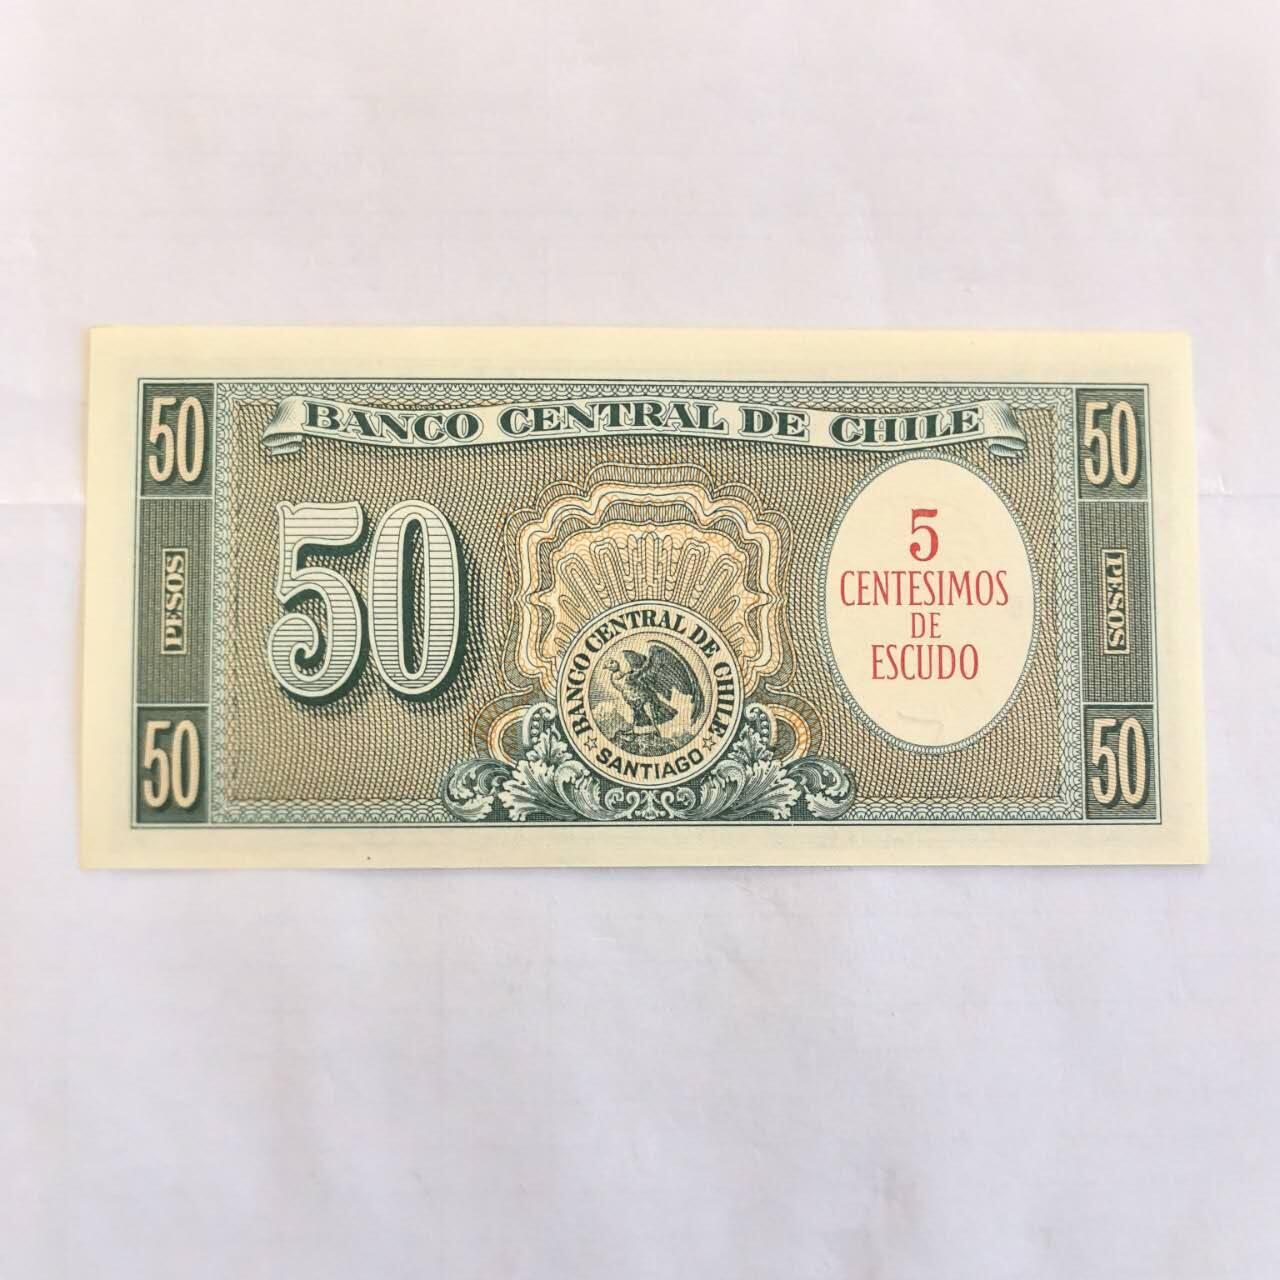 BANCO CENTRAL DE CHILE
50
50
50
PESOS
PESOS
5
CENTESIMOS
DE
ESCUDO
BANCO CENTRAL DE CHILE
☆ SANTIAGO ☆
50
50